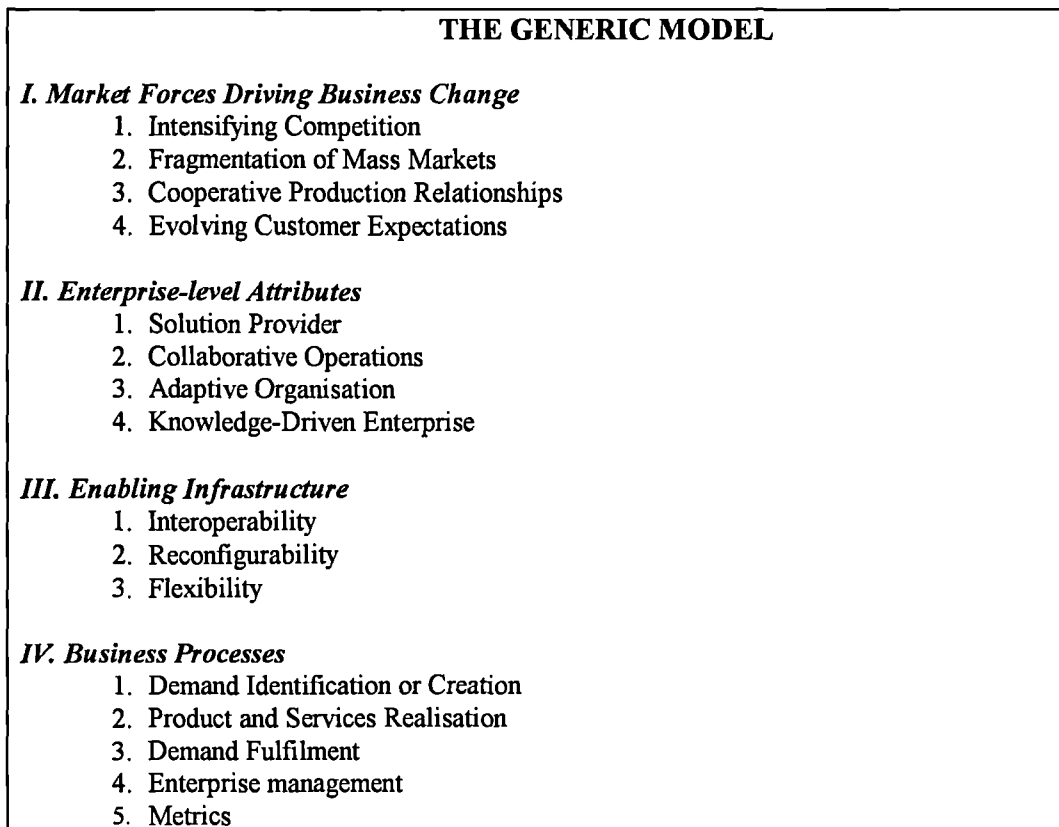 THE GENERIC MODEL
I. Market Forces Driving Business Change
1. Intensifying Competition
2. Fragmentation of Mass Markets
3. Cooperative Production Relationships
4. Evolving Customer Expectations
II. Enterprise-level Attributes
1. Solution Provider
2. Collaborative Operations
3. Adaptive Organisation
4. Knowledge-Driven Enterprise
III. Enabling Infrastructure
1. Interoperability
2. Reconfigurability
3. Flexibility
IV. Business Processes
1. Demand Identification or Creation
2. Product and Services Realisation
3. Demand Fulfilment
4. Enterprise management
5. Metrics